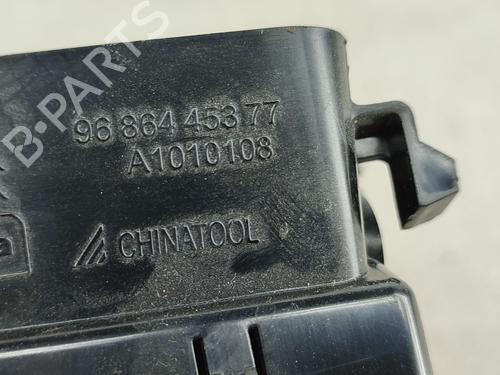 B-PARTS
96 864 453 77
A1010108
CHINATOOL